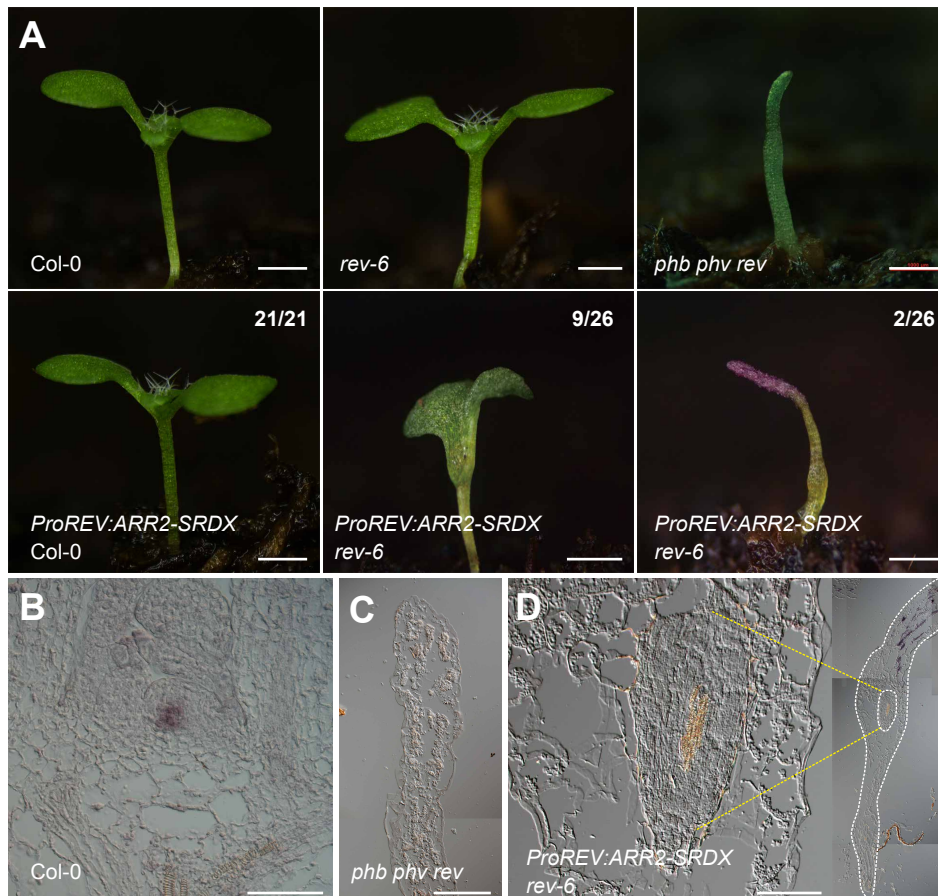 A
Col-0
rev-6
phb phv rev
21/21
9/26
2/26
ProREV:ARR2-SRDX
Col-0
ProREV:ARR2-SRDX
rev-6
ProREV:ARR2-SRDX
rev-6
B
C
D
Col-0
phb phv rev
ProREV:ARR2-SRDX
rev-6